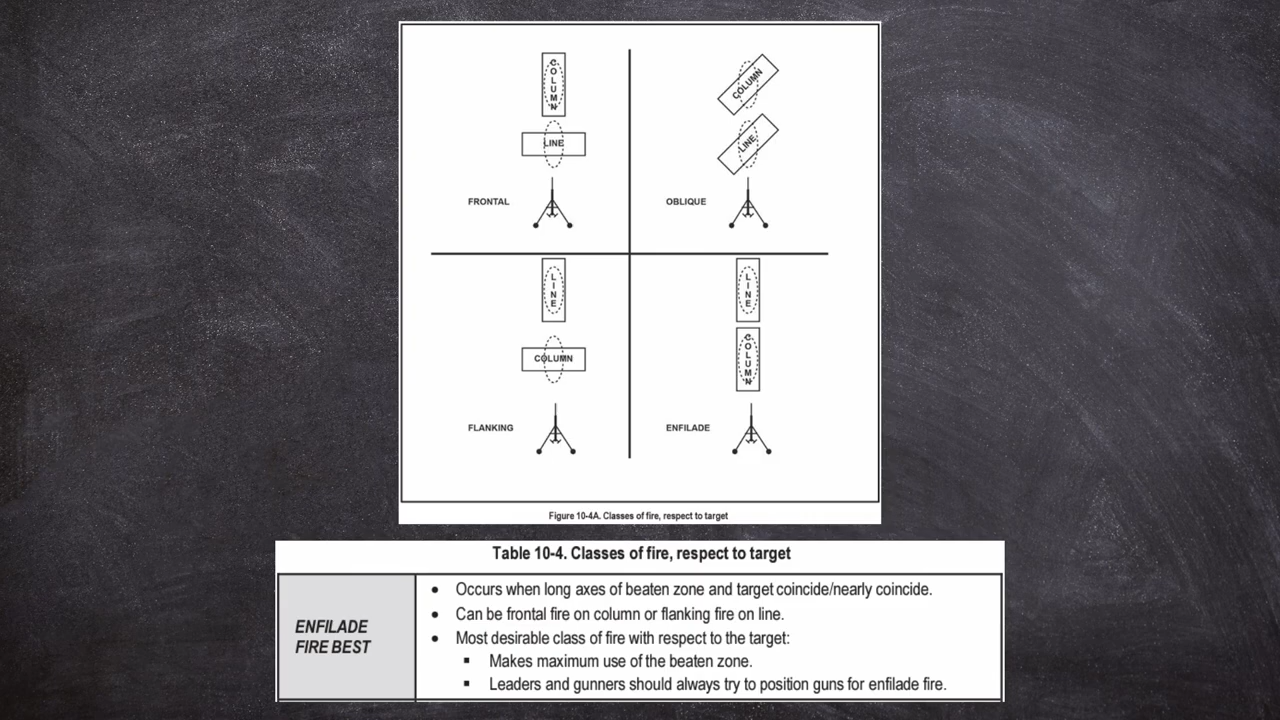 COLUMN
LINE
FRONTAL
COLUMN
LINE
OBLIQUE
LINE
COLUMN
FLANKING
LINE
COLUMN
ENFILADE
Figure 10-4A. Classes of fire, respect to target
Table 10-4. Classes of fire, respect to target
ENFILADE
FIRE BEST
• Occurs when long axes of beaten zone and target coincide/nearly coincide.
• Can be frontal fire on column or flanking fire on line.
• Most desirable class of fire with respect to the target:
▪ Makes maximum use of the beaten zone.
▪ Leaders and gunners should always try to position guns for enfilade fire.